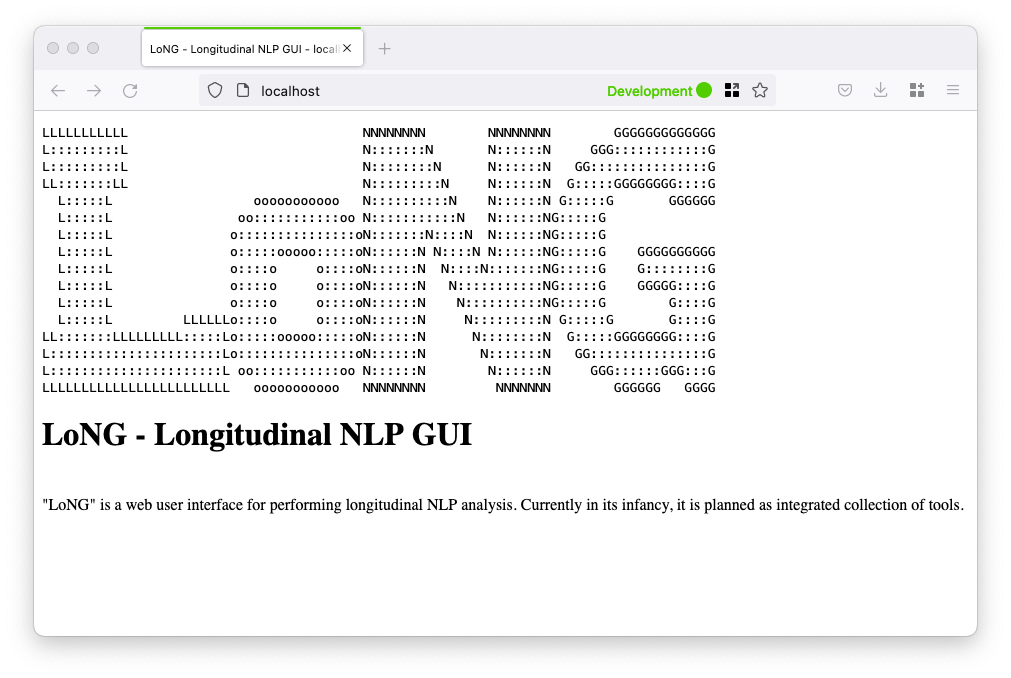 LoNG - Longitudinal NLP GUI - local
localhost
Development
LLLLLLLLLLL                              NNNNNNNN        NNNNNNNN        GGGGGGGGGGGGG
L:::::::::L                              N:::::::N       N::::::N     GGG::::::::::::G
L:::::::::L                              N::::::::N      N::::::N   GG:::::::::::::::G
LL:::::::LL                              N:::::::::N     N::::::N  G:::::GGGGGGGG::::G
  L:::::L                  ooooooooooo   N::::::::::N    N::::::N G:::::G       GGGGGG
  L:::::L                oo:::::::::::oo N:::::::::::N   N::::::NG:::::G
  L:::::L               o:::::::::::::::oN:::::::N::::N  N::::::NG:::::G
  L:::::L               o:::::ooooo:::::oN::::::N N::::N N::::::NG:::::G    GGGGGGGGGG
  L:::::L               o::::o     o::::oN::::::N  N::::N:::::::NG:::::G    G::::::::G
  L:::::L               o::::o     o::::oN::::::N   N:::::::::::NG:::::G    GGGGG::::G
  L:::::L               o::::o     o::::oN::::::N    N::::::::::NG:::::G        G::::G
  L:::::L         LLLLLLo::::o     o::::oN::::::N     N:::::::::N G:::::G       G::::G
LL:::::::LLLLLLLLL:::::Lo:::::ooooo:::::oN::::::N      N::::::::N  G:::::GGGGGGGG::::G
L::::::::::::::::::::::Lo:::::::::::::::oN::::::N       N:::::::N   GG:::::::::::::::G
L::::::::::::::::::::::L oo:::::::::::oo N::::::N        N::::::N     GGG::::::GGG:::G
LLLLLLLLLLLLLLLLLLLLLLLL   ooooooooooo   NNNNNNNN         NNNNNNN        GGGGGG   GGGG
LoNG - Longitudinal NLP GUI
"LoNG" is a web user interface for performing longitudinal NLP analysis. Currently in its infancy, it is planned as integrated collection of tools.